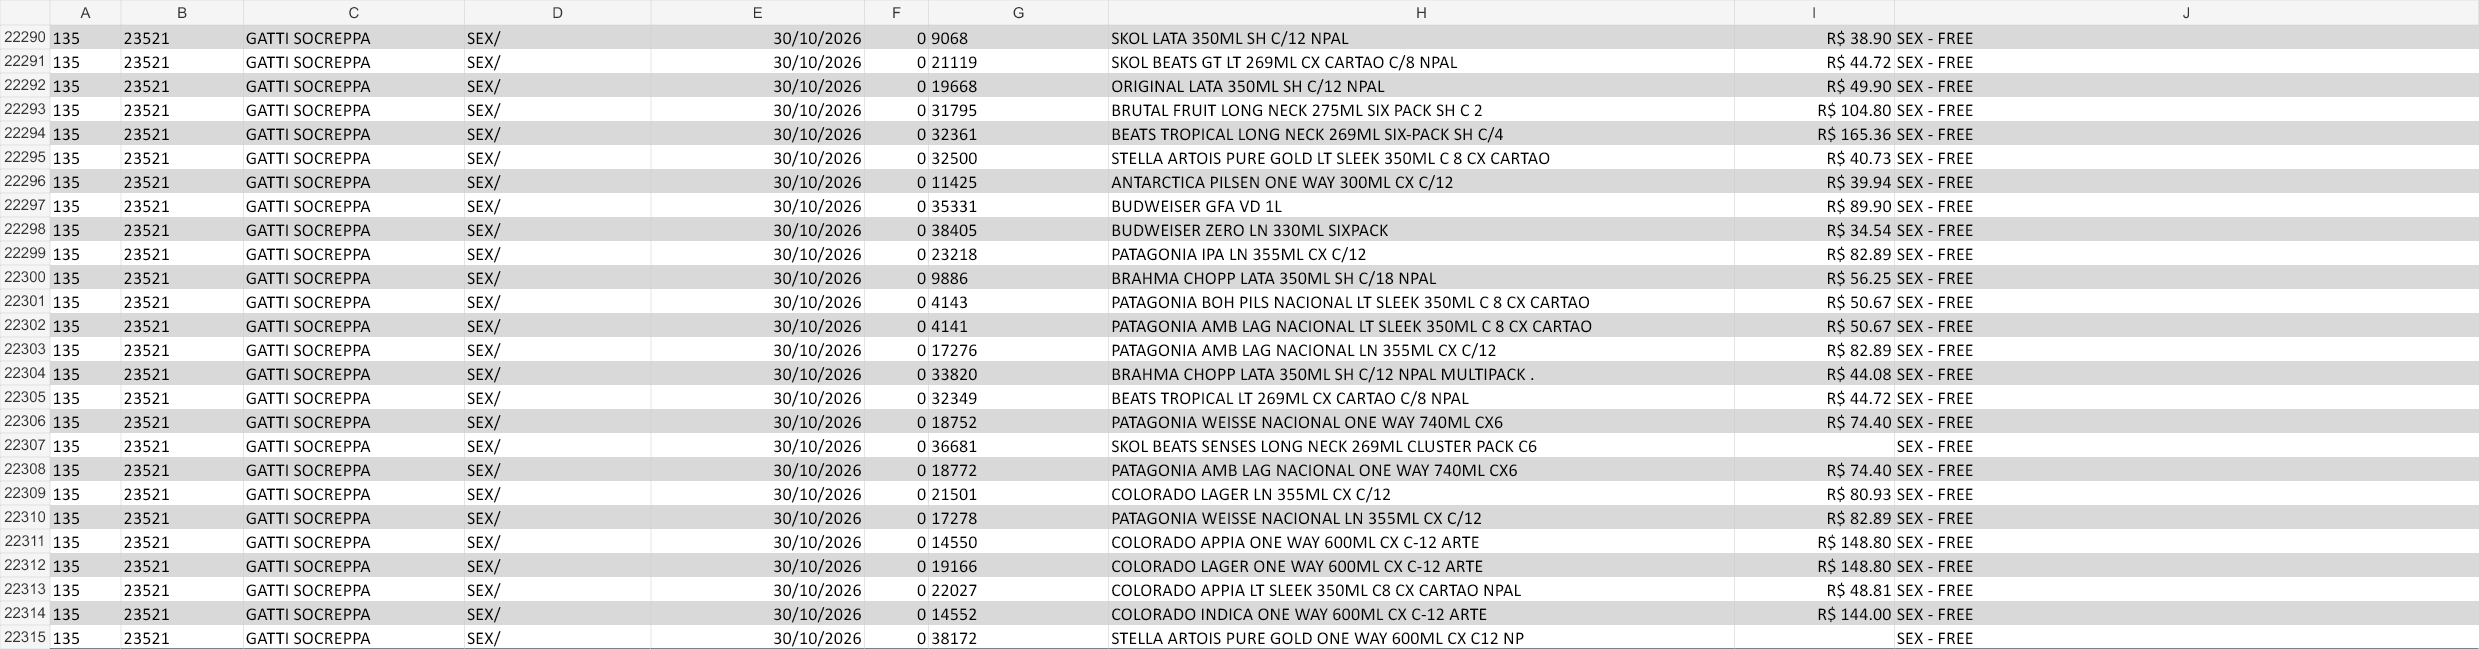 A B C D E F G H I J
22290 135 23521 GATTI SOCREPPA SEX/ 30/10/2026 0 9068 SKOL LATA 350ML SH C/12 NPAL R$ 38.90 SEX - FREE
22291 135 23521 GATTI SOCREPPA SEX/ 30/10/2026 0 21119 SKOL BEATS GT LT 269ML CX CARTAO C/8 NPAL R$ 44.72 SEX - FREE
22292 135 23521 GATTI SOCREPPA SEX/ 30/10/2026 0 19668 ORIGINAL LATA 350ML SH C/12 NPAL R$ 49.90 SEX - FREE
22293 135 23521 GATTI SOCREPPA SEX/ 30/10/2026 0 31795 BRUTAL FRUIT LONG NECK 275ML SIX PACK SH C 2 R$ 104.80 SEX - FREE
22294 135 23521 GATTI SOCREPPA SEX/ 30/10/2026 0 32361 BEATS TROPICAL LONG NECK 269ML SIX-PACK SH C/4 R$ 165.36 SEX - FREE
22295 135 23521 GATTI SOCREPPA SEX/ 30/10/2026 0 32500 STELLA ARTOIS PURE GOLD LT SLEEK 350ML C 8 CX CARTAO R$ 40.73 SEX - FREE
22296 135 23521 GATTI SOCREPPA SEX/ 30/10/2026 0 11425 ANTARCTICA PILSEN ONE WAY 300ML CX C/12 R$ 39.94 SEX - FREE
22297 135 23521 GATTI SOCREPPA SEX/ 30/10/2026 0 35331 BUDWEISER GFA VD 1L R$ 89.90 SEX - FREE
22298 135 23521 GATTI SOCREPPA SEX/ 30/10/2026 0 38405 BUDWEISER ZERO LN 330ML SIXPACK R$ 34.54 SEX - FREE
22299 135 23521 GATTI SOCREPPA SEX/ 30/10/2026 0 23218 PATAGONIA IPA LN 355ML CX C/12 R$ 82.89 SEX - FREE
22300 135 23521 GATTI SOCREPPA SEX/ 30/10/2026 0 9886 BRAHMA CHOPP LATA 350ML SH C/18 NPAL R$ 56.25 SEX - FREE
22301 135 23521 GATTI SOCREPPA SEX/ 30/10/2026 0 4143 PATAGONIA BOH PILS NACIONAL LT SLEEK 350ML C 8 CX CARTAO R$ 50.67 SEX - FREE
22302 135 23521 GATTI SOCREPPA SEX/ 30/10/2026 0 4141 PATAGONIA AMB LAG NACIONAL LT SLEEK 350ML C 8 CX CARTAO R$ 50.67 SEX - FREE
22303 135 23521 GATTI SOCREPPA SEX/ 30/10/2026 0 17276 PATAGONIA AMB LAG NACIONAL LN 355ML CX C/12 R$ 82.89 SEX - FREE
22304 135 23521 GATTI SOCREPPA SEX/ 30/10/2026 0 33820 BRAHMA CHOPP LATA 350ML SH C/12 NPAL MULTIPACK . R$ 44.08 SEX - FREE
22305 135 23521 GATTI SOCREPPA SEX/ 30/10/2026 0 32349 BEATS TROPICAL LT 269ML CX CARTAO C/8 NPAL R$ 44.72 SEX - FREE
22306 135 23521 GATTI SOCREPPA SEX/ 30/10/2026 0 18752 PATAGONIA WEISSE NACIONAL ONE WAY 740ML CX6 R$ 74.40 SEX - FREE
22307 135 23521 GATTI SOCREPPA SEX/ 30/10/2026 0 36681 SKOL BEATS SENSES LONG NECK 269ML CLUSTER PACK C6 SEX - FREE
22308 135 23521 GATTI SOCREPPA SEX/ 30/10/2026 0 18772 PATAGONIA AMB LAG NACIONAL ONE WAY 740ML CX6 R$ 74.40 SEX - FREE
22309 135 23521 GATTI SOCREPPA SEX/ 30/10/2026 0 21501 COLORADO LAGER LN 355ML CX C/12 R$ 80.93 SEX - FREE
22310 135 23521 GATTI SOCREPPA SEX/ 30/10/2026 0 17278 PATAGONIA WEISSE NACIONAL LN 355ML CX C/12 R$ 82.89 SEX - FREE
22311 135 23521 GATTI SOCREPPA SEX/ 30/10/2026 0 14550 COLORADO APPIA ONE WAY 600ML CX C-12 ARTE R$ 148.80 SEX - FREE
22312 135 23521 GATTI SOCREPPA SEX/ 30/10/2026 0 19166 COLORADO LAGER ONE WAY 600ML CX C-12 ARTE R$ 148.80 SEX - FREE
22313 135 23521 GATTI SOCREPPA SEX/ 30/10/2026 0 22027 COLORADO APPIA LT SLEEK 350ML C8 CX CARTAO NPAL R$ 48.81 SEX - FREE
22314 135 23521 GATTI SOCREPPA SEX/ 30/10/2026 0 14552 COLORADO INDICA ONE WAY 600ML CX C-12 ARTE R$ 144.00 SEX - FREE
22315 135 23521 GATTI SOCREPPA SEX/ 30/10/2026 0 38172 STELLA ARTOIS PURE GOLD ONE WAY 600ML CX C12 NP SEX - FREE